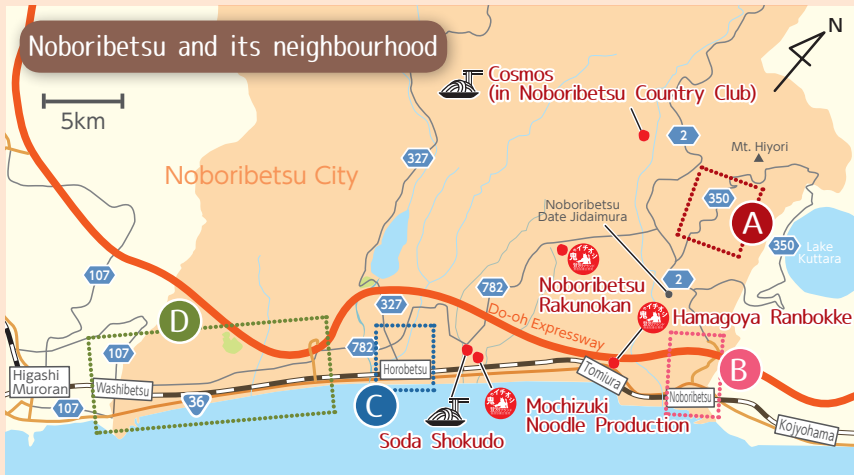 Noboribetsu and its neighbourhood
N
5km
Cosmos
(in Noboribetsu Country Club)
2
Mt. Hiyori
327
Noboribetsu City
350
A
Noboribetsu
Date Jidaimura
350
Lake
Kuttara
107
2
782
Noboribetsu
Rakunokan
327
Do-oh Expressway
Hamagoya Ranbokke
D
782
107
Higashi
Muroran
Washibetsu
Horobetsu
Tomiura
B
107
36
C
Noboribetsu
Kojyohama
Mochizuki
Noodle Production
Soda Shokudo